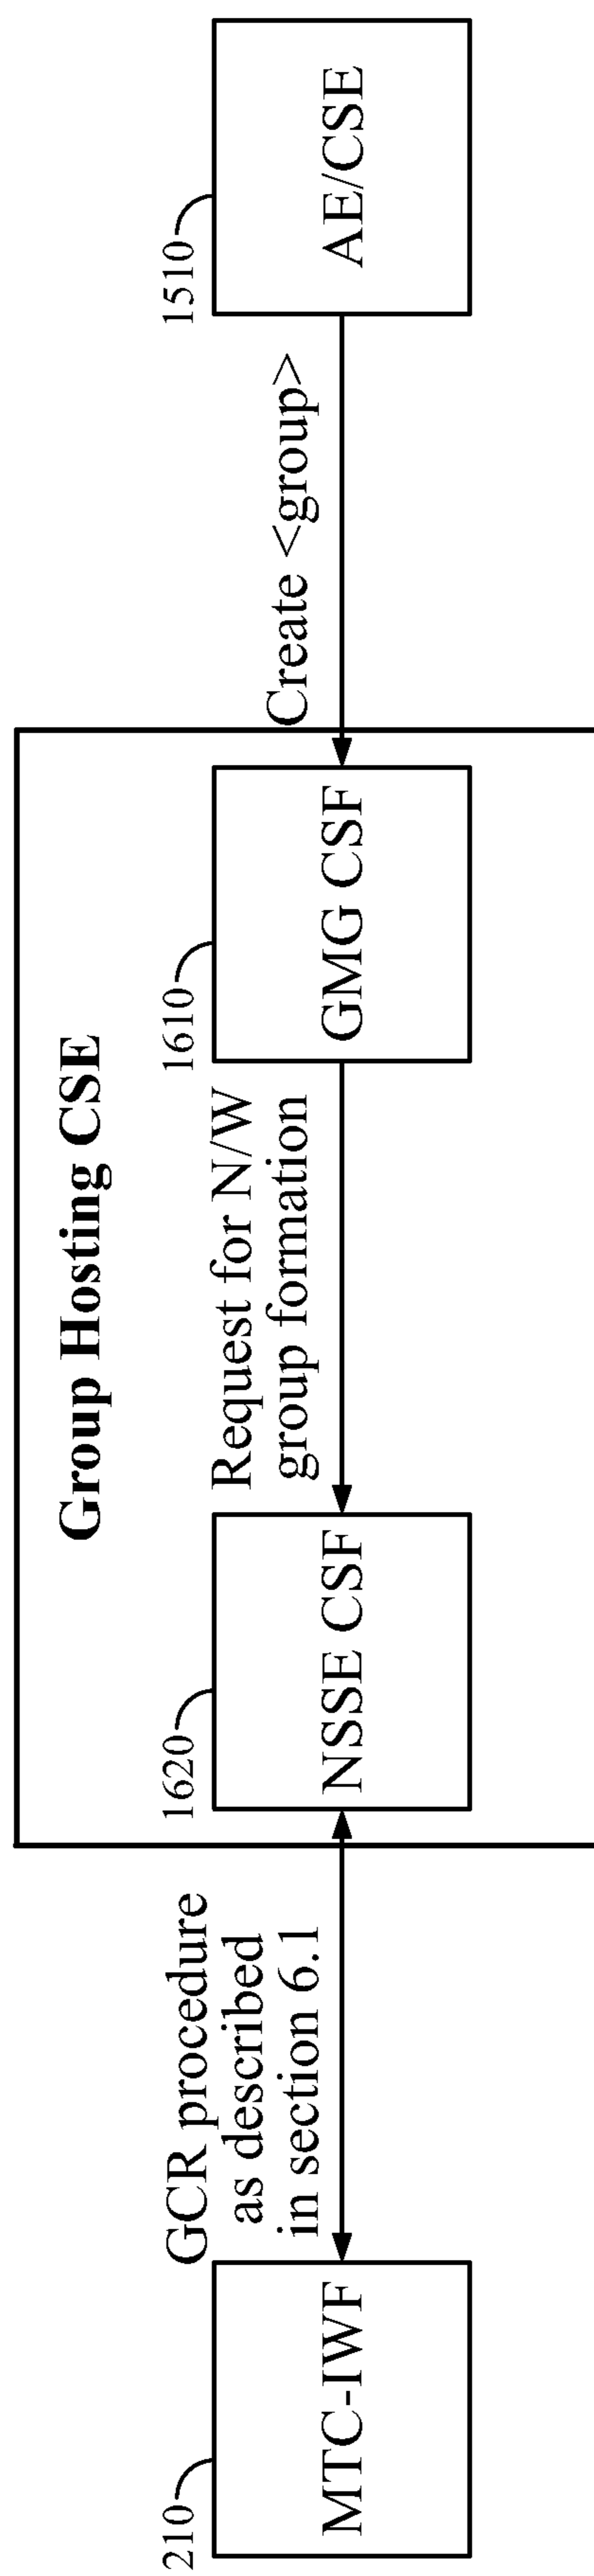 Group Hosting CSE
210
MTC-IWF
GCR procedure
as described
in section 6.1
1620
NSSE CSF
Request for N/W
group formation
1610
GMG CSF
Create <group>
1510
AE/CSE